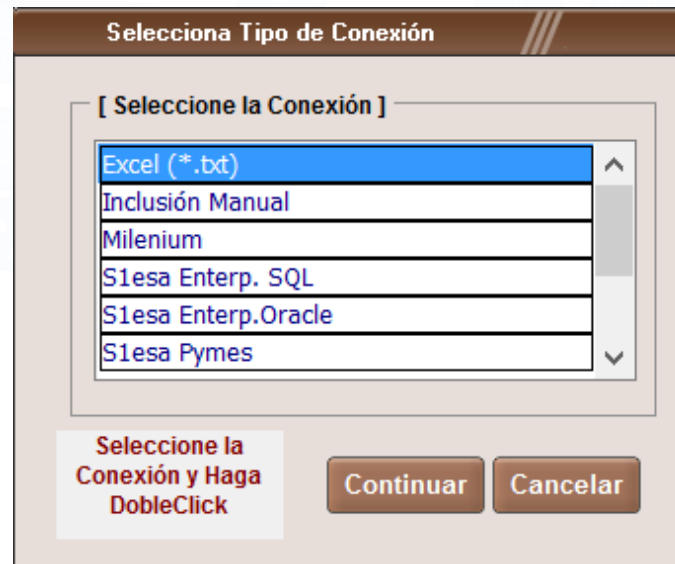 Selecciona Tipo de Conexión
[ Seleccione la Conexión ]
Excel (*.txt)
Inclusión Manual
Milenium
S1esa Enterp. SQL
S1esa Enterp.Oracle
S1esa Pymes
Seleccione la
Conexión y Haga
DobleClick
Continuar
Cancelar